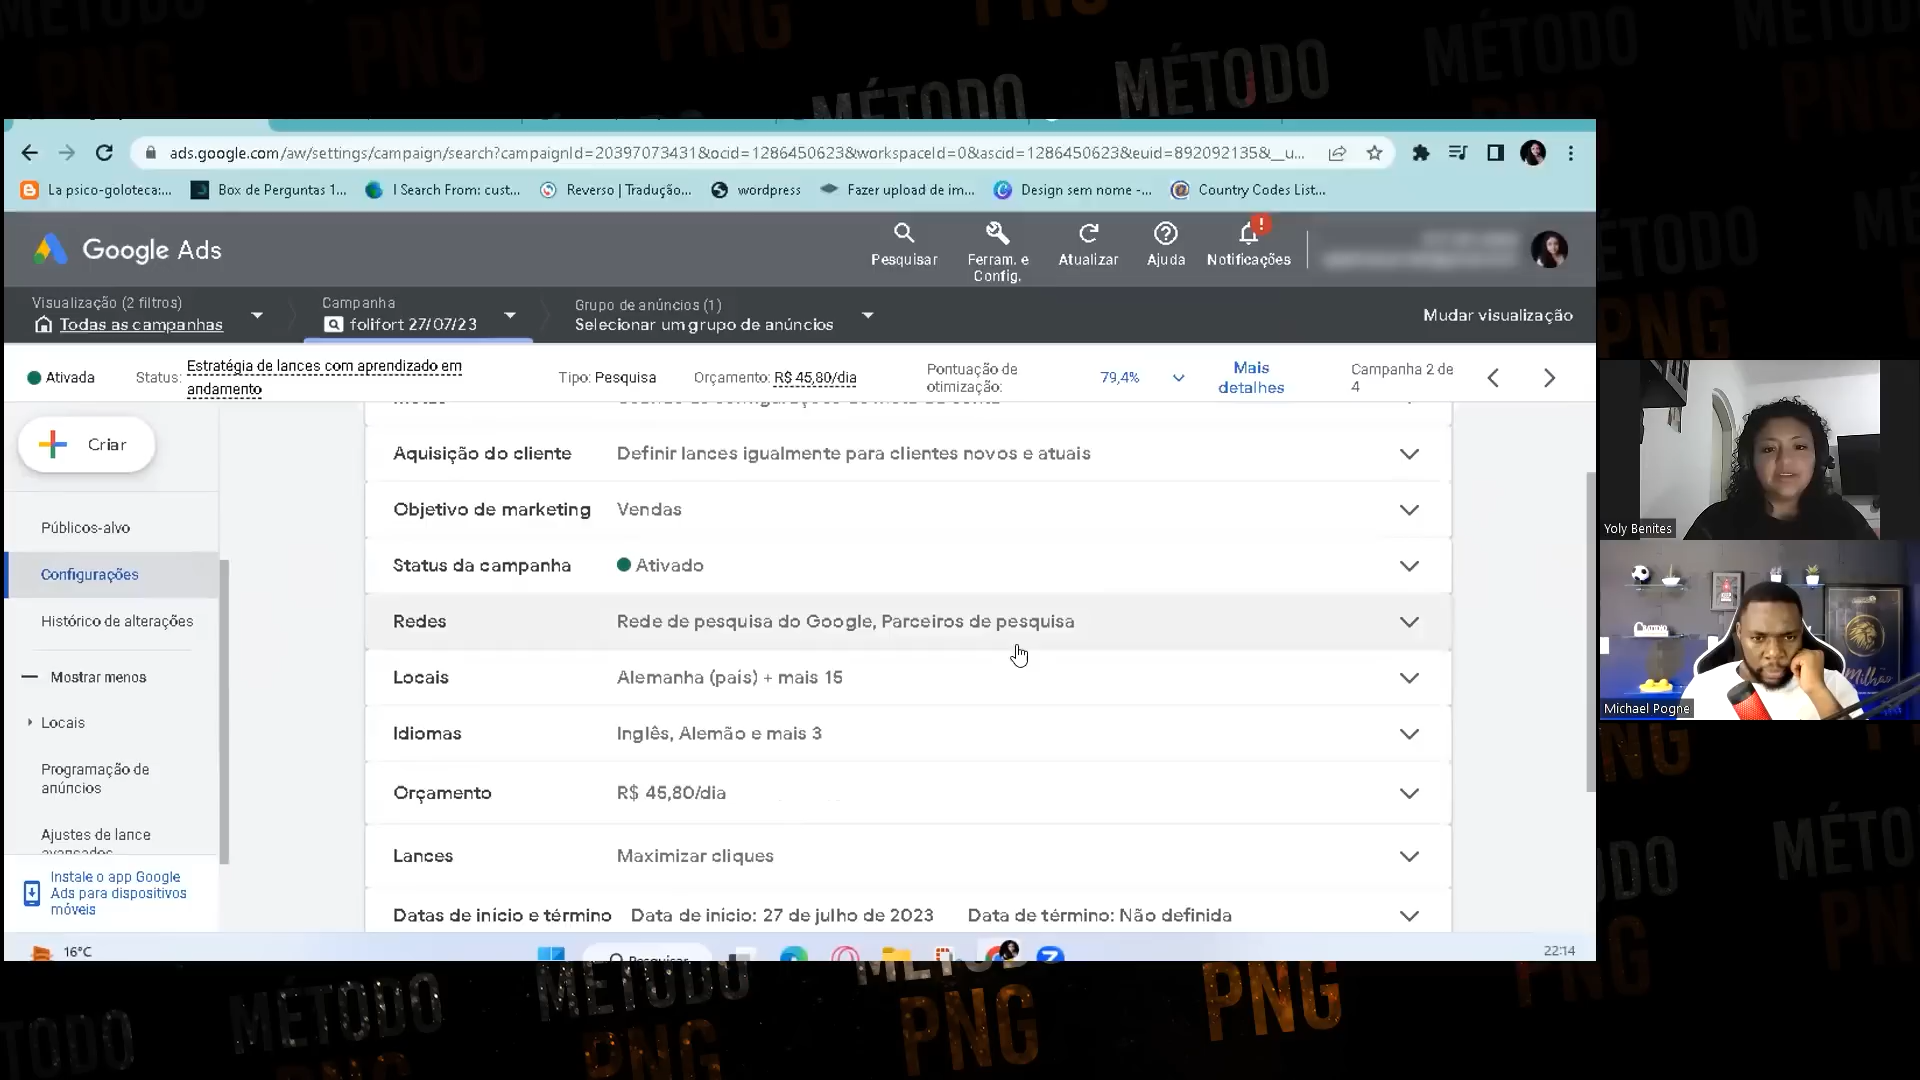 MÉTODO
PNG
ads.google.com/aw/settings/campaign/search?campaignId=20397073431&ocid=1286450623&workspaceId=0&ascid=1286450623&euid=892092135&__u...
La psico-goloteca:...
Box de Perguntas 1...
I Search From: cust...
Reverso | Tradução...
wordpress
Fazer upload de im...
Design sem nome -...
Country Codes List...
Google Ads
Pesquisar
Ferram. e
Config.
Atualizar
Ajuda
Notificações
Visualização (2 filtros)
Todas as campanhas
Campanha
folifort 27/07/23
Grupo de anúncios (1)
Selecionar um grupo de anúncios
Mudar visualização
Ativada
Status: Estratégia de lances com aprendizado em
andamento
Tipo: Pesquisa
Orçamento: R$ 45,80/dia
Pontuação de
otimização:
79,4%
Mais
detalhes
Campanha 2 de
4
Criar
Públicos-alvo
Configurações
Histórico de alterações
Mostrar menos
Locais
Programação de
anúncios
Ajustes de lance
avançados
Instale o app Google
Ads para dispositivos
móveis
Aquisição do cliente Definir lances igualmente para clientes novos e atuais
Objetivo de marketing Vendas
Status da campanha Ativado
Redes Rede de pesquisa do Google, Parceiros de pesquisa
Locais Alemanha (país) + mais 15
Idiomas Inglês, Alemão e mais 3
Orçamento R$ 45,80/dia
Lances Maximizar cliques
Datas de início e término Data de início: 27 de julho de 2023 Data de término: Não definida
16°C
Pesquisar
22:14
Yoly Benites
Michael Pogne
MÉTODO
PNG